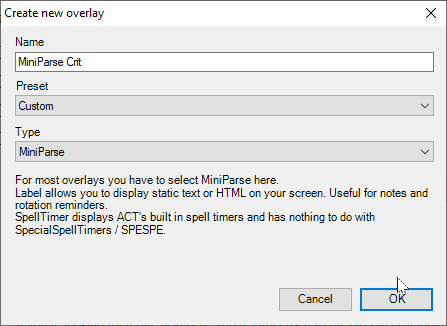 Create new overlay
Name
MiniParse Crit
Preset
Custom
Type
MiniParse
For most overlays you have to select MiniParse here.
Label allows you to display static text or HTML on your screen. Useful for notes and
rotation reminders.
SpellTimer displays ACT's built in spell timers and has nothing to do with
SpecialSpellTimers / SPESPE.
Cancel
OK